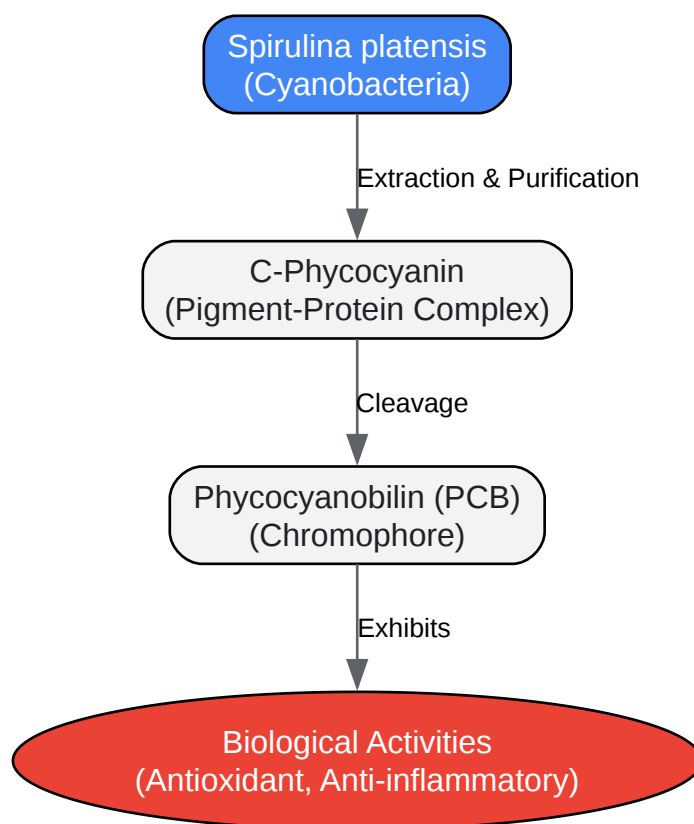 Spirulina platensis
(Cyanobacteria)
Extraction & Purification
C-Phycocyanin
(Pigment-Protein Complex)
Cleavage
Phycocyanobilin (PCB)
(Chromophore)
Exhibits
Biological Activities
(Antioxidant, Anti-inflammatory)